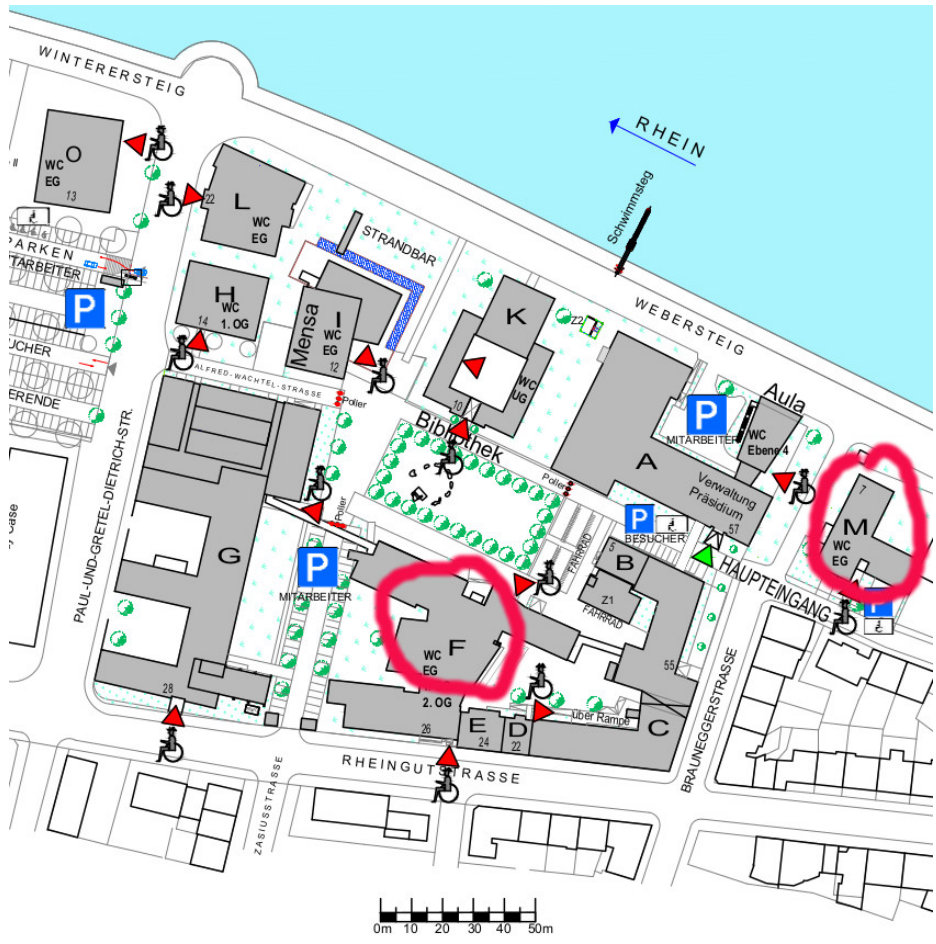 WINTERERSTEIG
RHEIN
Schwimmsteg
O
WC
EG
13
22
L
WC
EG
STRANDBAR
PARKEN
P
H
WC
1. OG
14
Mensa
I
WC
EG
12
K
WC
UG
10
Z2
WEBERSTEIG
ALFRED-WACHTEL-STRASSE
Poller
Bibliothek
P
MITARBEITER
Aula
WC
Ebene 4
A
Verwaltung
Präsidium
57
Poller
7
M
WC
EG
P
P
BESUCHER
HAUPTEINGANG
PAUL-UND-GRETEL-DIETRICH-STR.
G
28
Poller
P
MITARBEITER
FAHRRAD
5
B
Z1
FAHRRAD
55
F
WC
EG
2. OG
26
E
24
D
22
über Rampe
C
BRAUNEGGERSTRASSE
RHEINGUTSTRASSE
ZASIUSSTRASSE
0m 10 20 30 40 50m